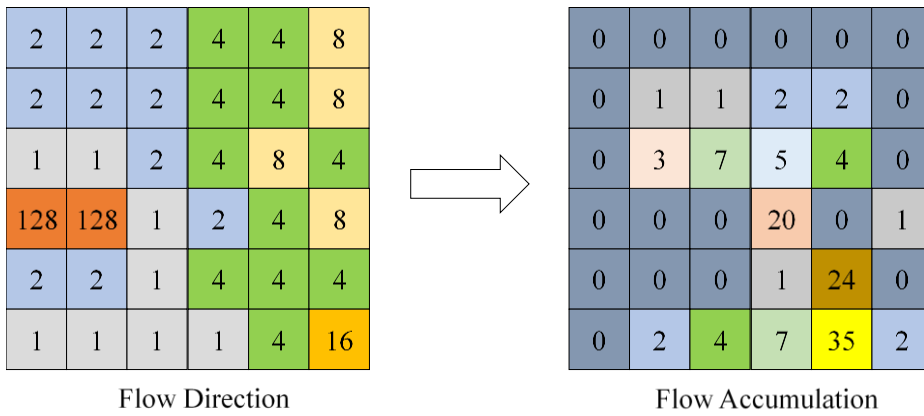 2 2 2 4 4 8 0 0 0 0 0 0
2 2 2 4 4 8 0 1 1 2 2 0
1 1 2 4 8 4 0 3 7 5 4 0
128 128 1 2 4 8 0 0 0 20 0 1
2 2 1 4 4 4 0 0 0 1 24 0
1 1 1 1 4 16 0 2 4 7 35 2
Flow Direction Flow Accumulation